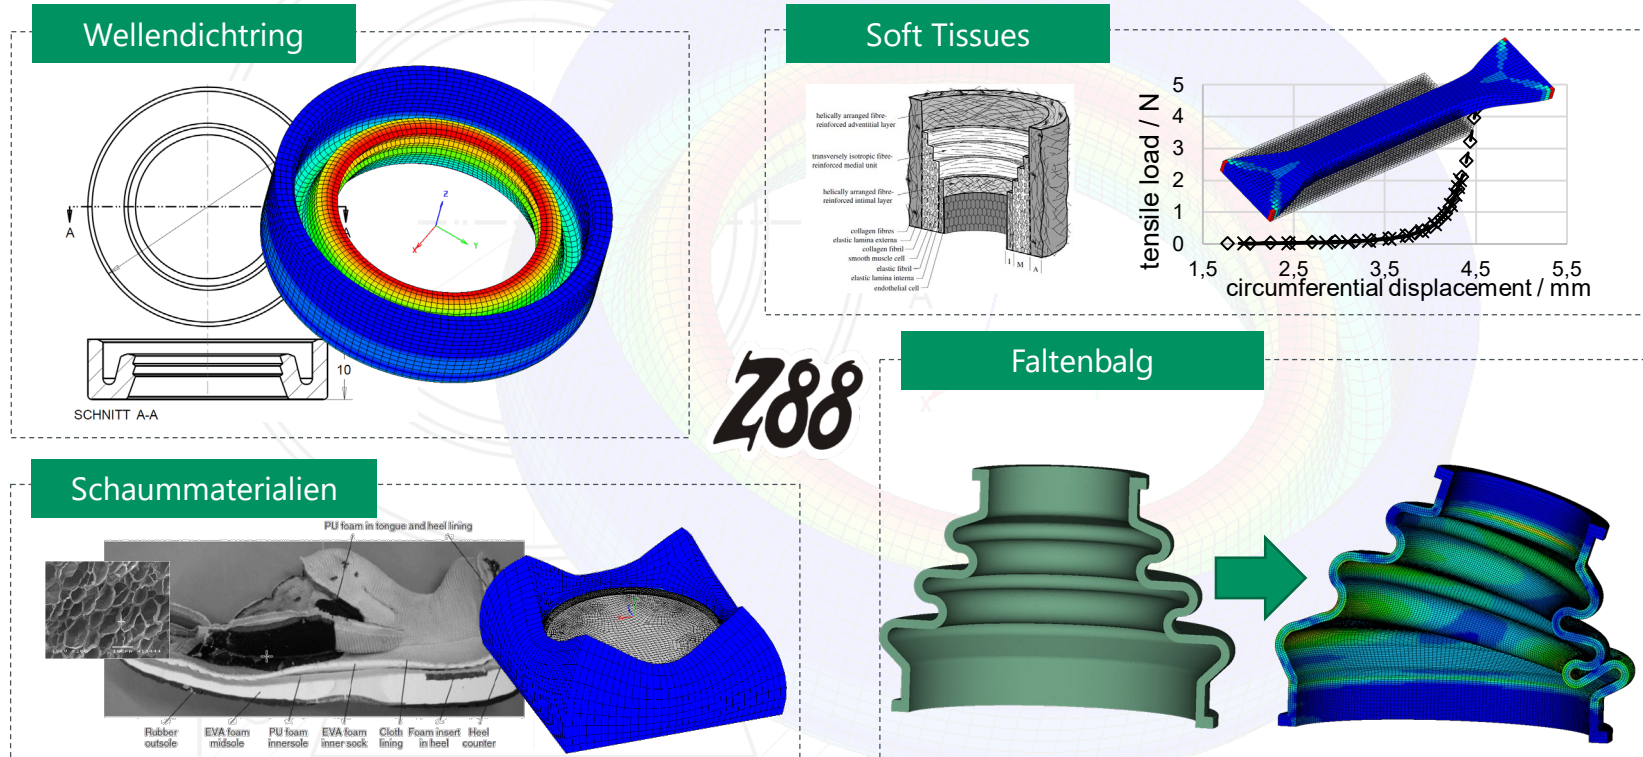 Wellendichtring
A
A
10
SCHNITT A-A
Z
X
Y
Soft Tissues
helically arranged fibre-
reinforced adventitial layer
transversely isotropic fibre-
reinforced medial unit
helically arranged fibre-
reinforced intimal layer
collagen fibres
elastic lamina externa
collagen fibril
smooth muscle cell
elastic fibril
elastic lamina interna
endothelial cell
I M A
tensile load / N
5
4
3
2
1
0
1,5 2,5 3,5 4,5 5,5
circumferential displacement / mm
Z88
Schaummaterialien
PU foam in tongue and heel lining
Rubber
outsole
EVA foam
midsole
PU foam
innersole
EVA foam
inner sock
Cloth
lining
Foam insert
in heel
Heel
counter
Faltenbalg